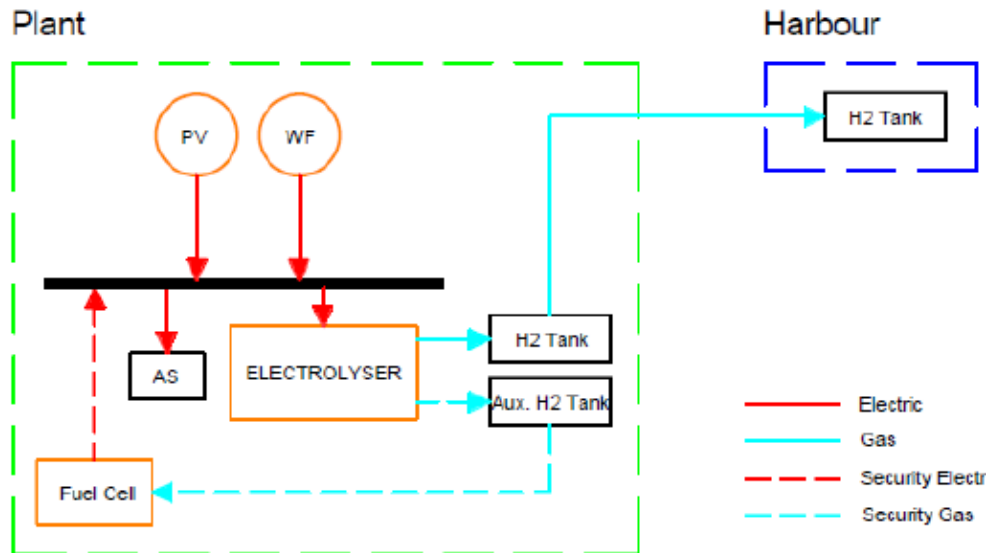 Plant
Harbour
PV
WF
H2 Tank
H2 Tank
AS
ELECTROLYSER
Aux. H2 Tank
Fuel Cell
Electric
Gas
Security Electr
Security Gas